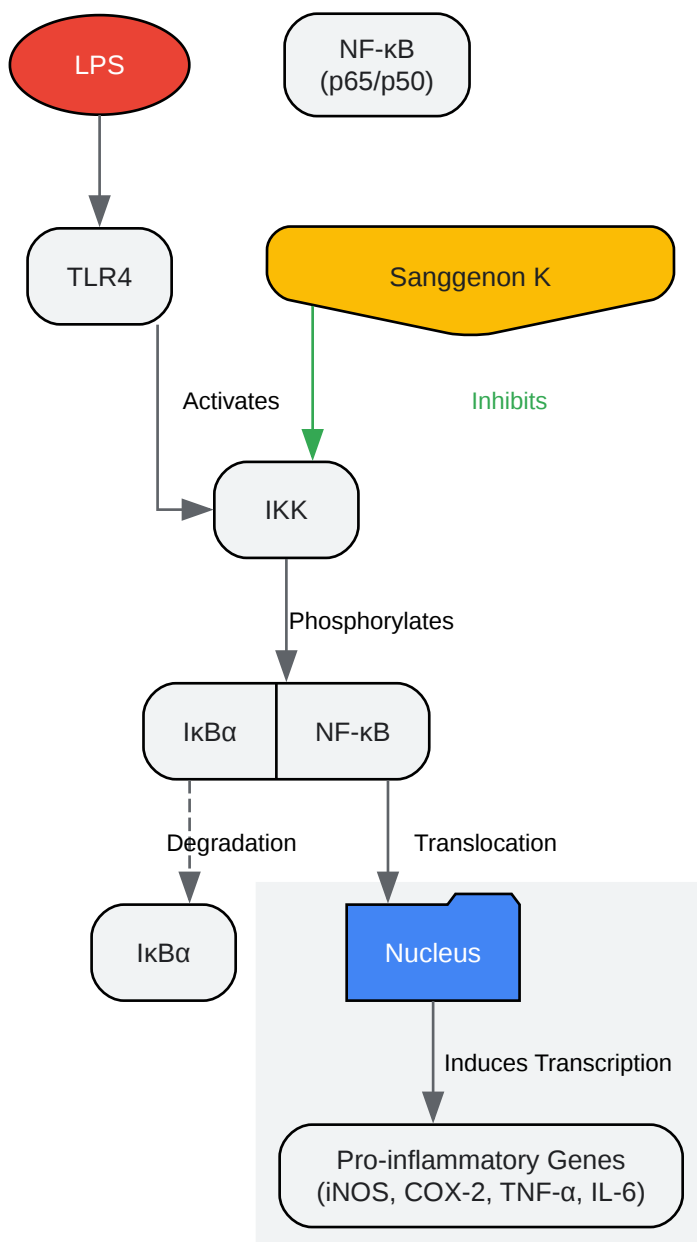 LPS
NF-κB
(p65/p50)
TLR4
Sanggenon K
Activates
Inhibits
IKK
Phosphorylates
IκBα
NF-κB
Degradation
Translocation
IκBα
Nucleus
Induces Transcription
Pro-inflammatory Genes
(iNOS, COX-2, TNF-α, IL-6)